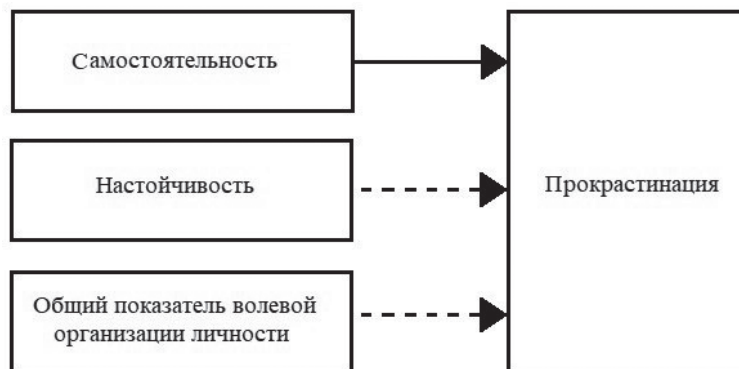 Самостоятельность
Настойчивость
Прокрастинация
Общий показатель волевой
организации личности